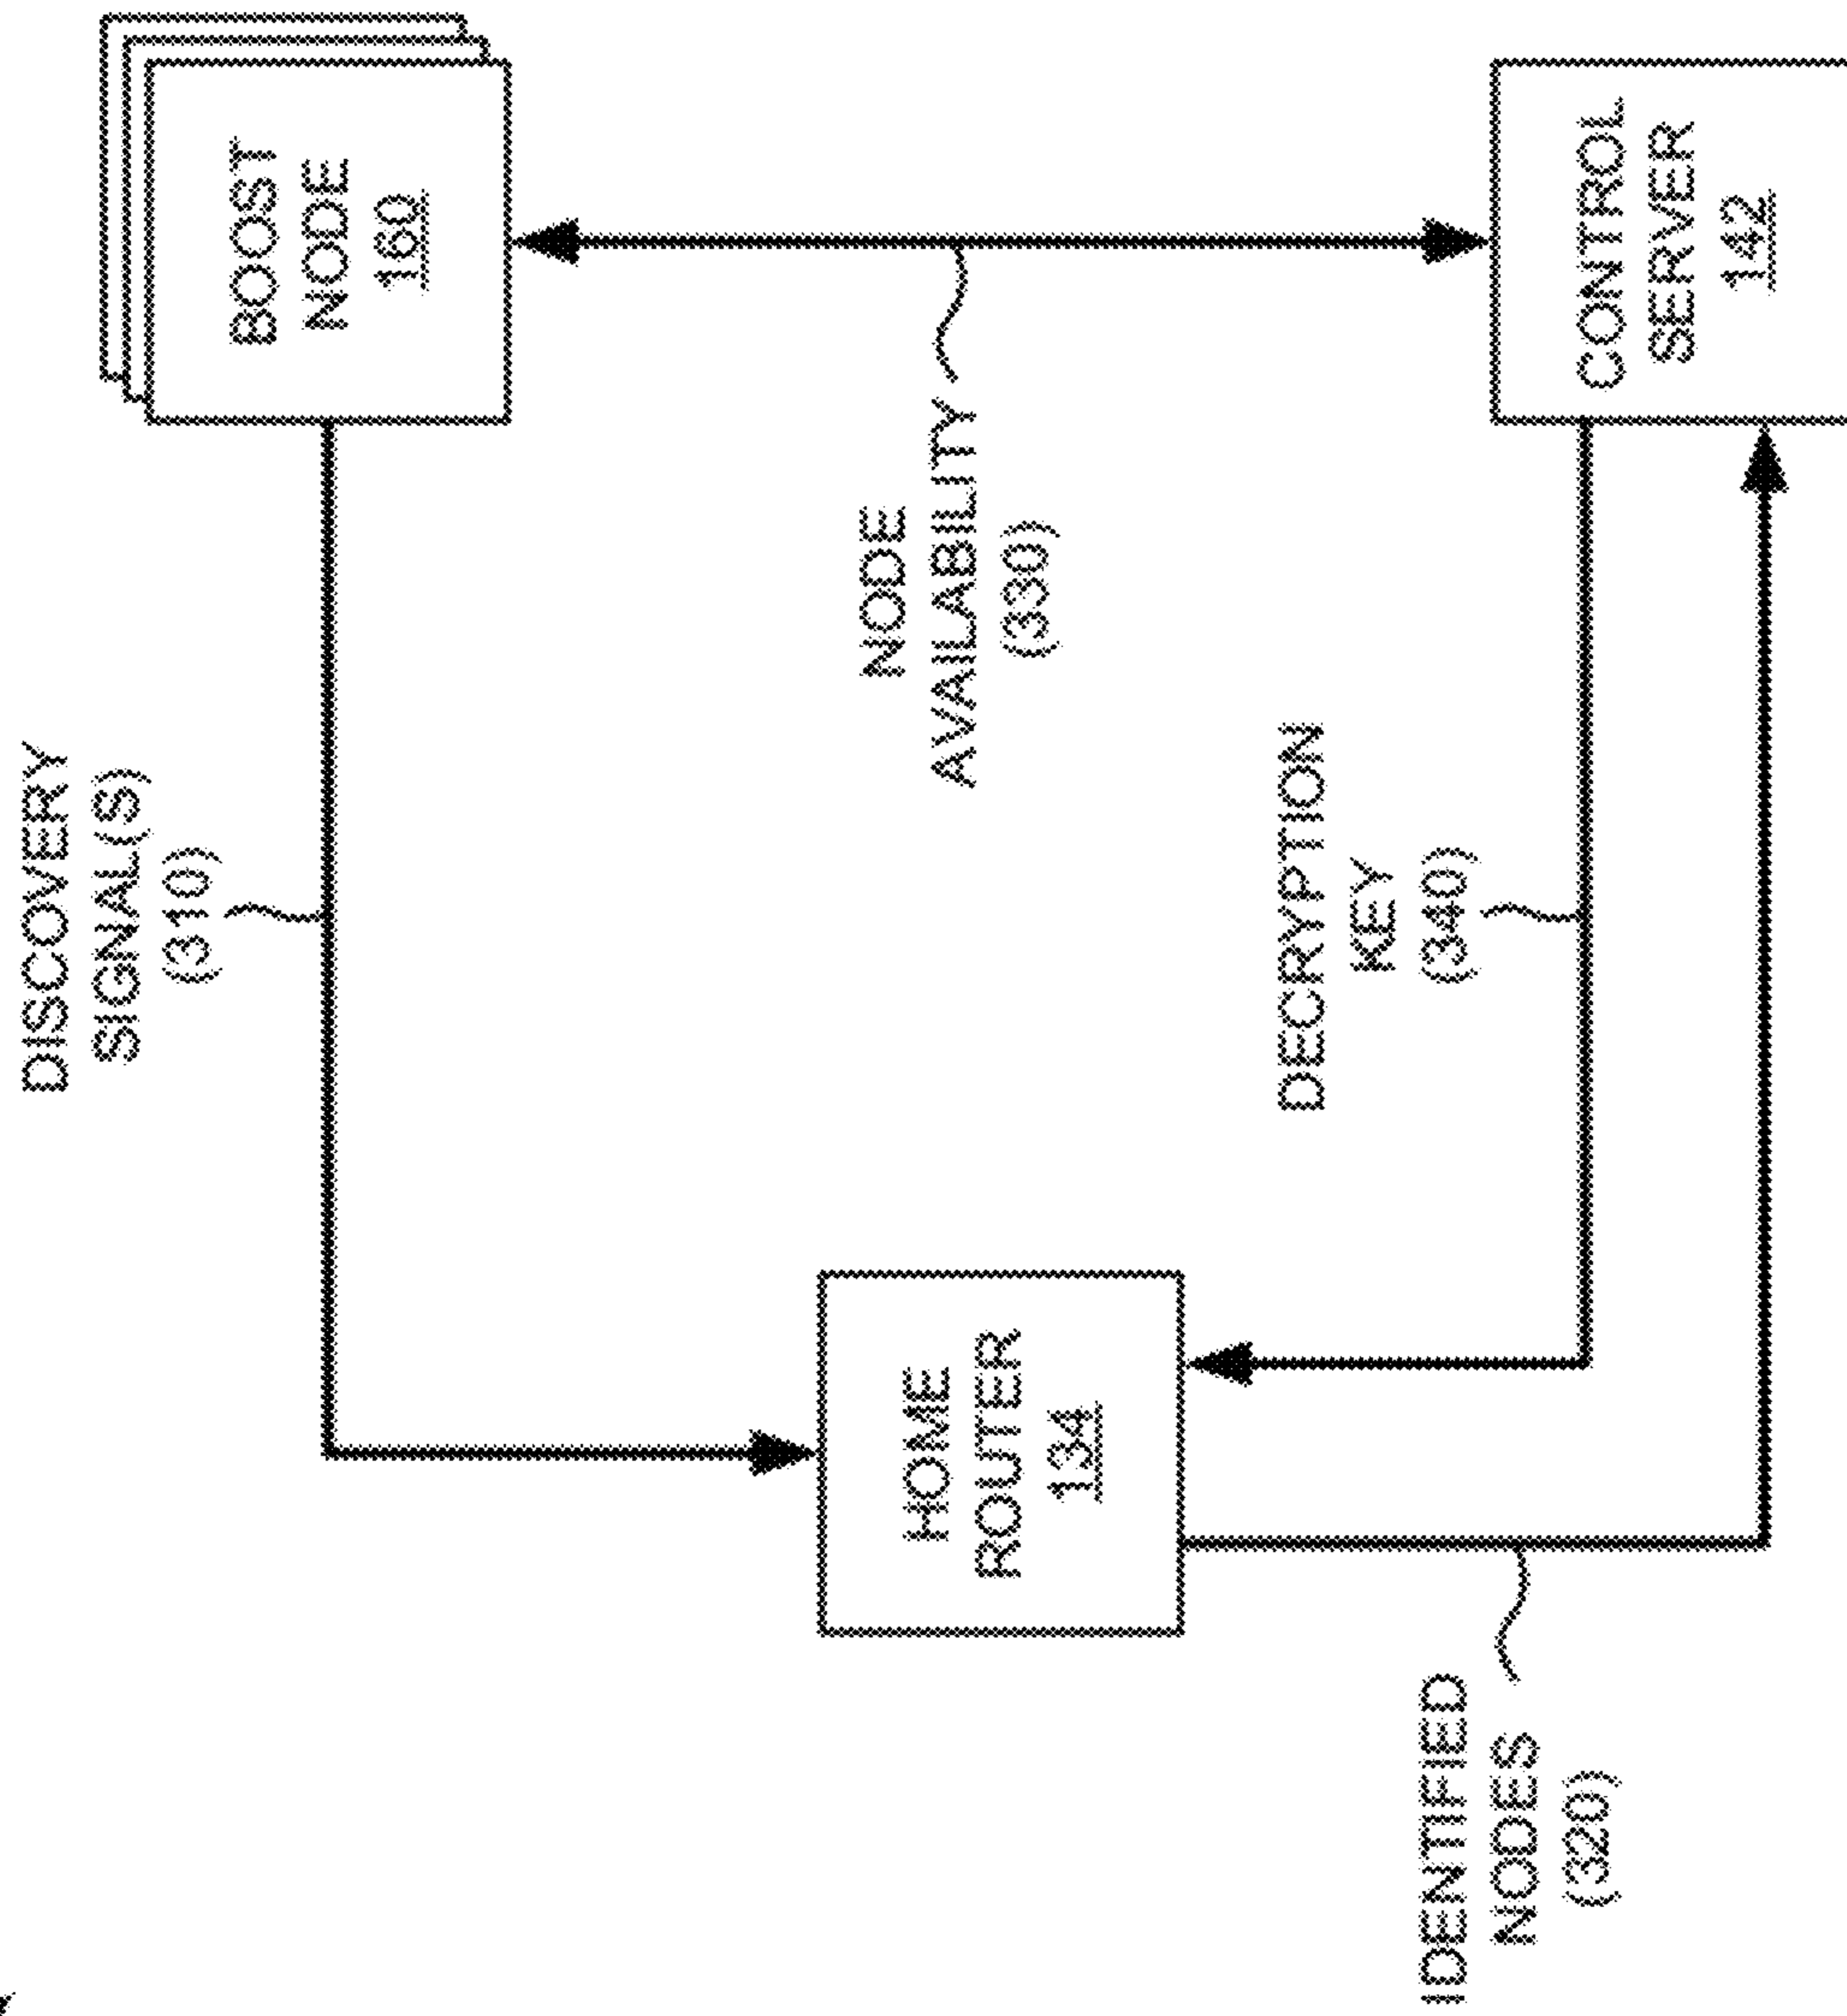 DISCOVERY
SIGNAL(S)
(310)
BOOST
NODE
160
HOME
ROUTER
134
NODE
AVAILABILITY
(330)
DECRYPTION
KEY
(340)
IDENTIFIED
NODES
(320)
CONTROL
SERVER
142